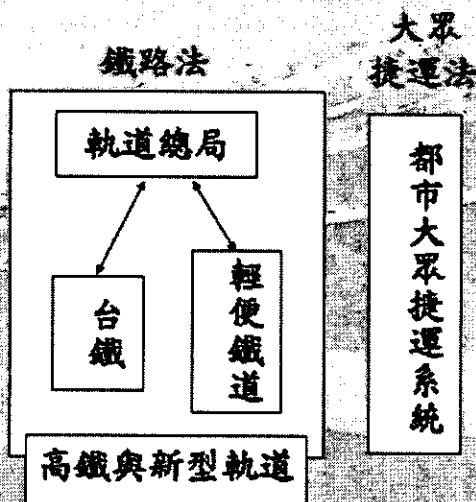 鐵路法
軌道總局
台鐵
輕便鐵道
高鐵與新型軌道
大眾
捷運法
都市大眾捷運系統